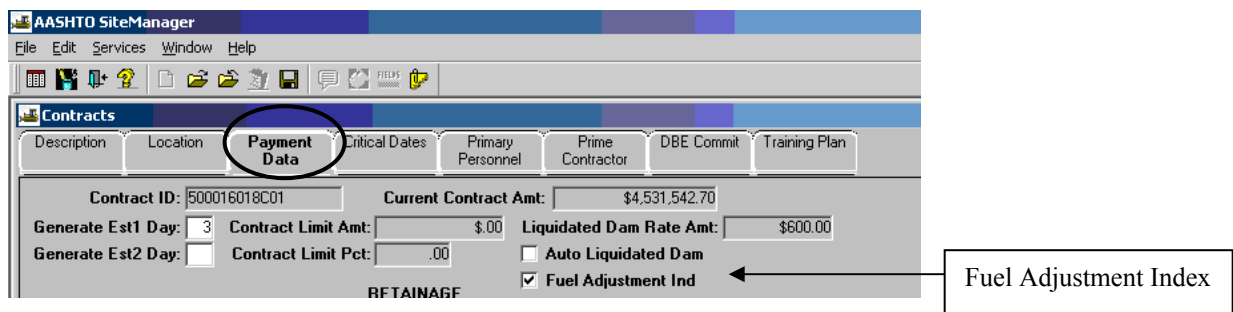 AASHTO SiteManager
File Edit Services Window Help
FIELDS
Contracts
Description Location Payment Data Critical Dates Primary Personnel Prime Contractor DBE Commit Training Plan
Contract ID: 500016018C01 Current Contract Amt: $4,531,542.70
Generate Est1 Day: 3 Contract Limit Amt: $.00 Liquidated Dam Rate Amt: $600.00
Generate Est2 Day: Contract Limit Pct: .00 Auto Liquidated Dam
Fuel Adjustment Ind
Fuel Adjustment Index
RETAINAGE